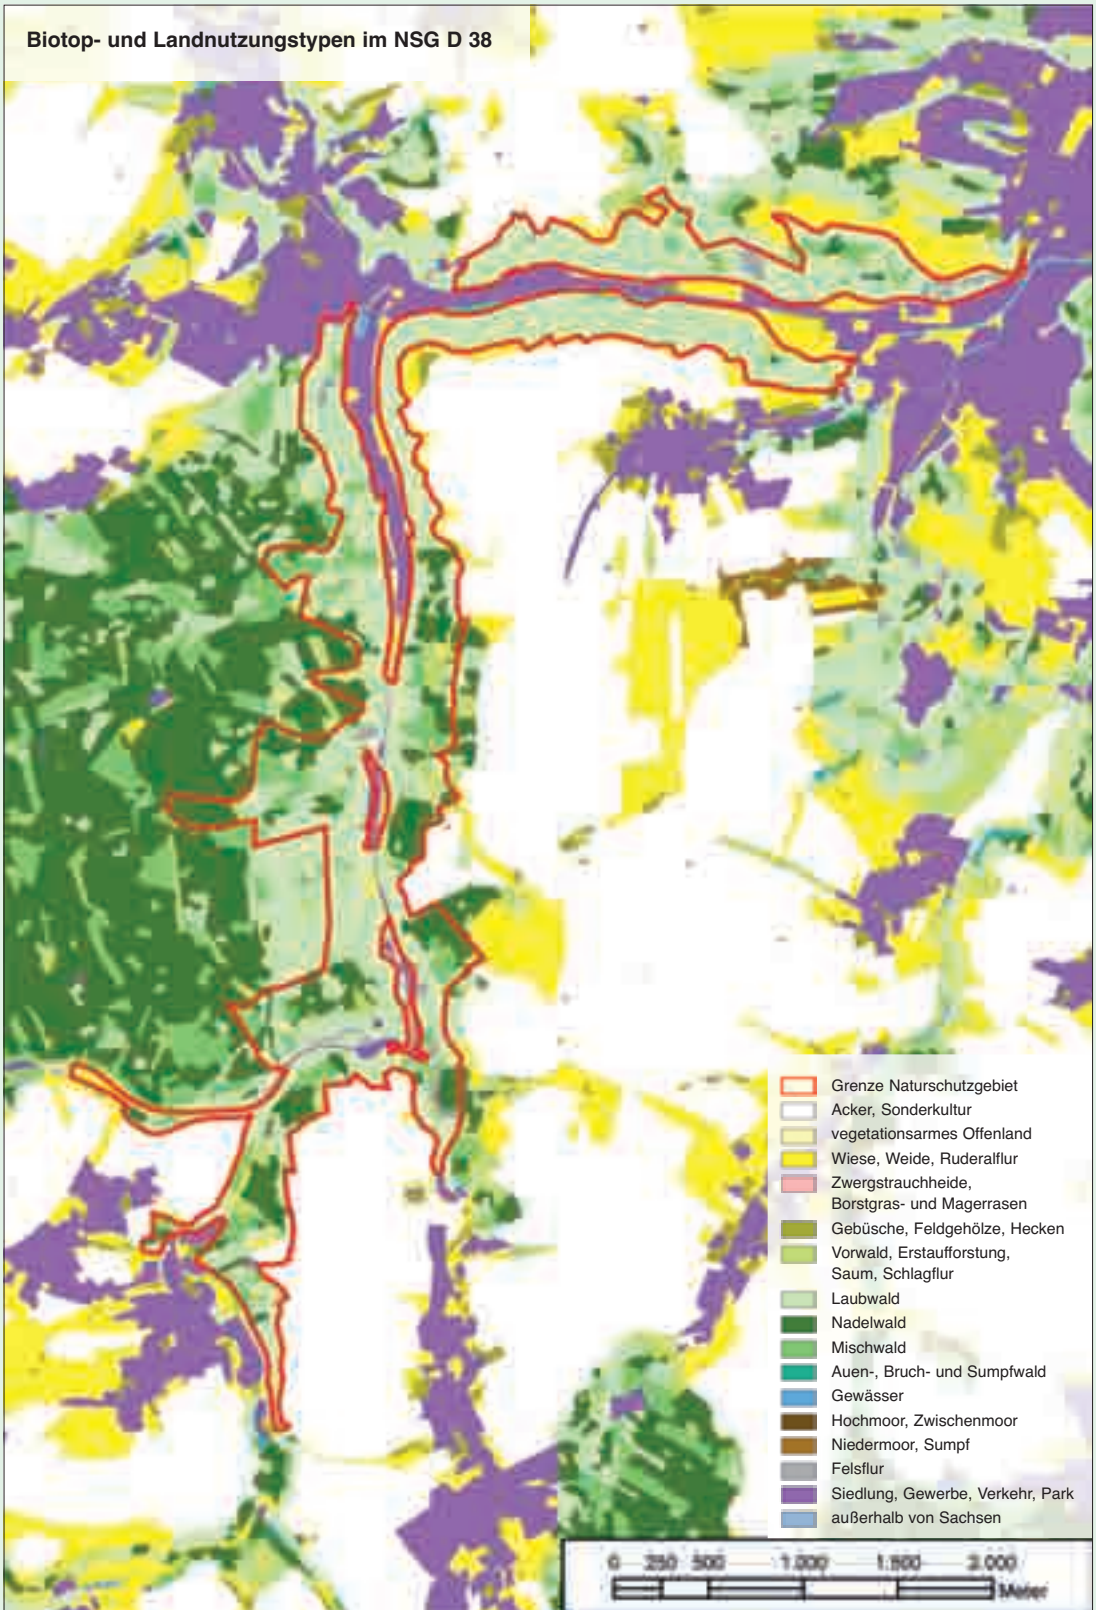 Biotop- und Landnutzungstypen im NSG D 38
Grenze Naturschutzgebiet
Acker, Sonderkultur
vegetationsarmes Offenland
Wiese, Weide, Ruderalflur
Zwergstrauchheide,
Borstgras- und Magerrasen
Gebüsche, Feldgehölze, Hecken
Vorwald, Erstaufforstung,
Saum, Schlagflur
Laubwald
Nadelwald
Mischwald
Auen-, Bruch- und Sumpfwald
Gewässer
Hochmoor, Zwischenmoor
Niedermoor, Sumpf
Felsflur
Siedlung, Gewerbe, Verkehr, Park
außerhalb von Sachsen
0 250 500 1.000 1.500 2.000
Meter